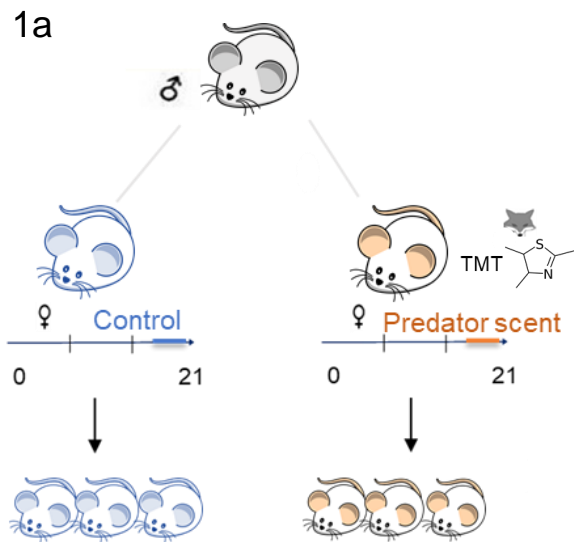 1a
♂
TMT
S
N
♀ Control
♀ Predator scent
0 21
0 21